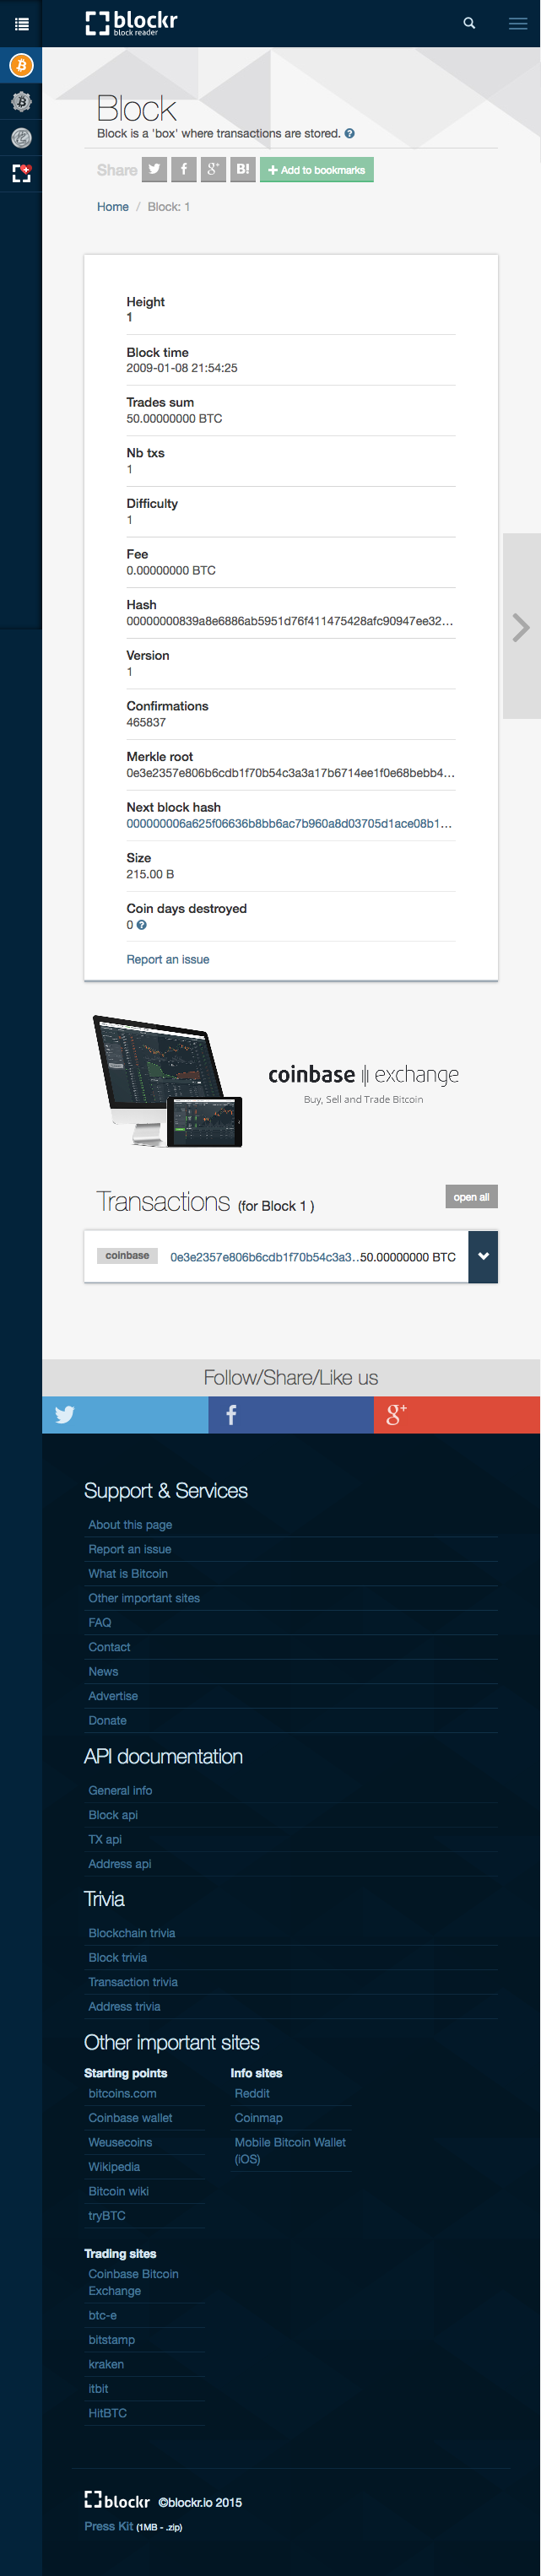 blockr
block reader
Block
Block is a 'box' where transactions are stored.
Share
B!
Add to bookmarks
Home / Block: 1
Height
1
Block time
2009-01-08 21:54:25
Trades sum
50.00000000 BTC
Nb txs
1
Difficulty
1
Fee
0.00000000 BTC
Hash
00000000839a8e6886ab5951d76f411475428afc90947ee32...
Version
1
Confirmations
465837
Merkle root
0e3e2357e806b6cdb1f70b54c3a3a17b6714ee1f0e68bebb4...
Next block hash
000000006a625f06636b8bb6ac7b960a8d03705d1ace08b1...
Size
215.00 B
Coin days destroyed
0
Report an issue
coinbase exchange
Buy, Sell and Trade Bitcoin
Transactions (for Block 1 )
open all
coinbase 0e3e2357e806b6cdb1f70b54c3a3... 50.00000000 BTC
Follow/Share/Like us
Support & Services
About this page
Report an issue
What is Bitcoin
Other important sites
FAQ
Contact
News
Advertise
Donate
API documentation
General info
Block api
TX api
Address api
Trivia
Blockchain trivia
Block trivia
Transaction trivia
Address trivia
Other important sites
Starting points
bitcoins.com
Coinbase wallet
Weusecoins
Wikipedia
Bitcoin wiki
tryBTC
Info sites
Reddit
Coinmap
Mobile Bitcoin Wallet
(iOS)
Trading sites
Coinbase Bitcoin
Exchange
btc-e
bitstamp
kraken
itbit
HitBTC
blockr ©blockr.io 2015
Press Kit (1MB - .zip)